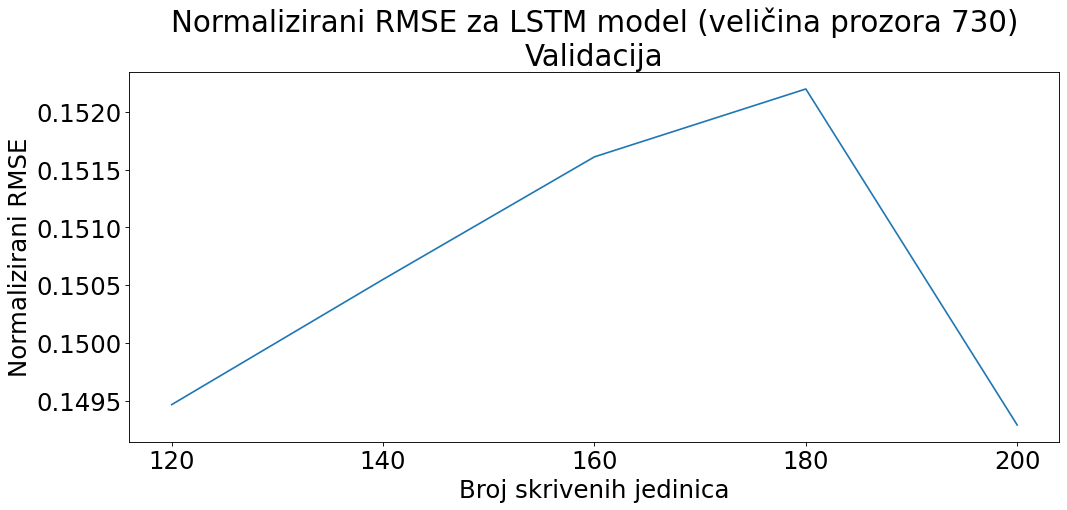 Normalizirani RMSE za LSTM model (veličina prozora 730)
Validacija
Normalizirani RMSE
0.1520
0.1515
0.1510
0.1505
0.1500
0.1495
120 140 160 180 200
Broj skrivenih jedinica